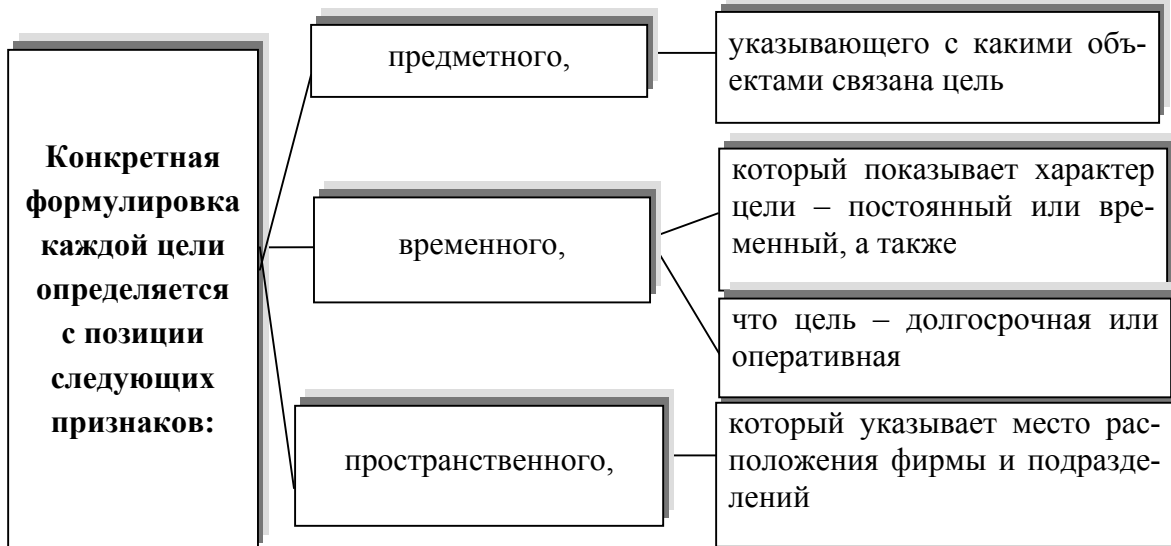 Конкретная
формулировка
каждой цели
определяется
с позиции
следующих
признаков:
предметного,
указывающего с какими объ-
ектами связана цель
временного,
который показывает характер
цели – постоянный или вре-
менный, а также
что цель – долгосрочная или
оперативная
пространственного,
который указывает место рас-
положения фирмы и подразде-
лений